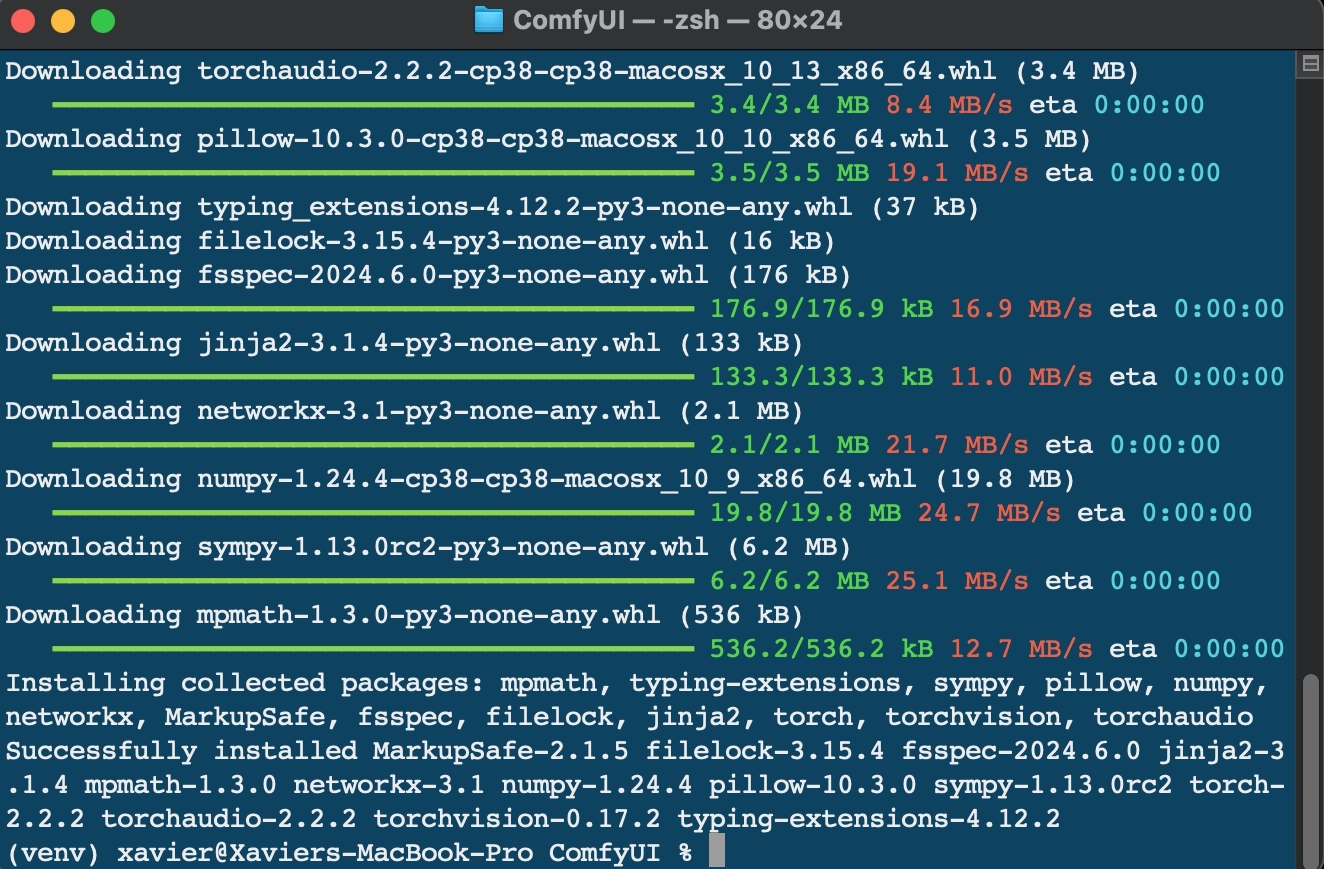 ComfyUI — -zsh — 80×24
Downloading torchaudio-2.2.2-cp38-cp38-macosx_10_13_x86_64.whl (3.4 MB)
3.4/3.4 MB 8.4 MB/s eta 0:00:00
Downloading pillow-10.3.0-cp38-cp38-macosx_10_10_x86_64.whl (3.5 MB)
3.5/3.5 MB 19.1 MB/s eta 0:00:00
Downloading typing_extensions-4.12.2-py3-none-any.whl (37 kB)
Downloading filelock-3.15.4-py3-none-any.whl (16 kB)
Downloading fsspec-2024.6.0-py3-none-any.whl (176 kB)
176.9/176.9 kB 16.9 MB/s eta 0:00:00
Downloading jinja2-3.1.4-py3-none-any.whl (133 kB)
133.3/133.3 kB 11.0 MB/s eta 0:00:00
Downloading networkx-3.1-py3-none-any.whl (2.1 MB)
2.1/2.1 MB 21.7 MB/s eta 0:00:00
Downloading numpy-1.24.4-cp38-cp38-macosx_10_9_x86_64.whl (19.8 MB)
19.8/19.8 MB 24.7 MB/s eta 0:00:00
Downloading sympy-1.13.0rc2-py3-none-any.whl (6.2 MB)
6.2/6.2 MB 25.1 MB/s eta 0:00:00
Downloading mpmath-1.3.0-py3-none-any.whl (536 kB)
536.2/536.2 kB 12.7 MB/s eta 0:00:00
Installing collected packages: mpmath, typing-extensions, sympy, pillow, numpy,
networkx, MarkupSafe, fsspec, filelock, jinja2, torch, torchvision, torchaudio
Successfully installed MarkupSafe-2.1.5 filelock-3.15.4 fsspec-2024.6.0 jinja2-3
.1.4 mpmath-1.3.0 networkx-3.1 numpy-1.24.4 pillow-10.3.0 sympy-1.13.0rc2 torch-
2.2.2 torchaudio-2.2.2 torchvision-0.17.2 typing-extensions-4.12.2
(venv) xavier@Xaviers-MacBook-Pro ComfyUI %